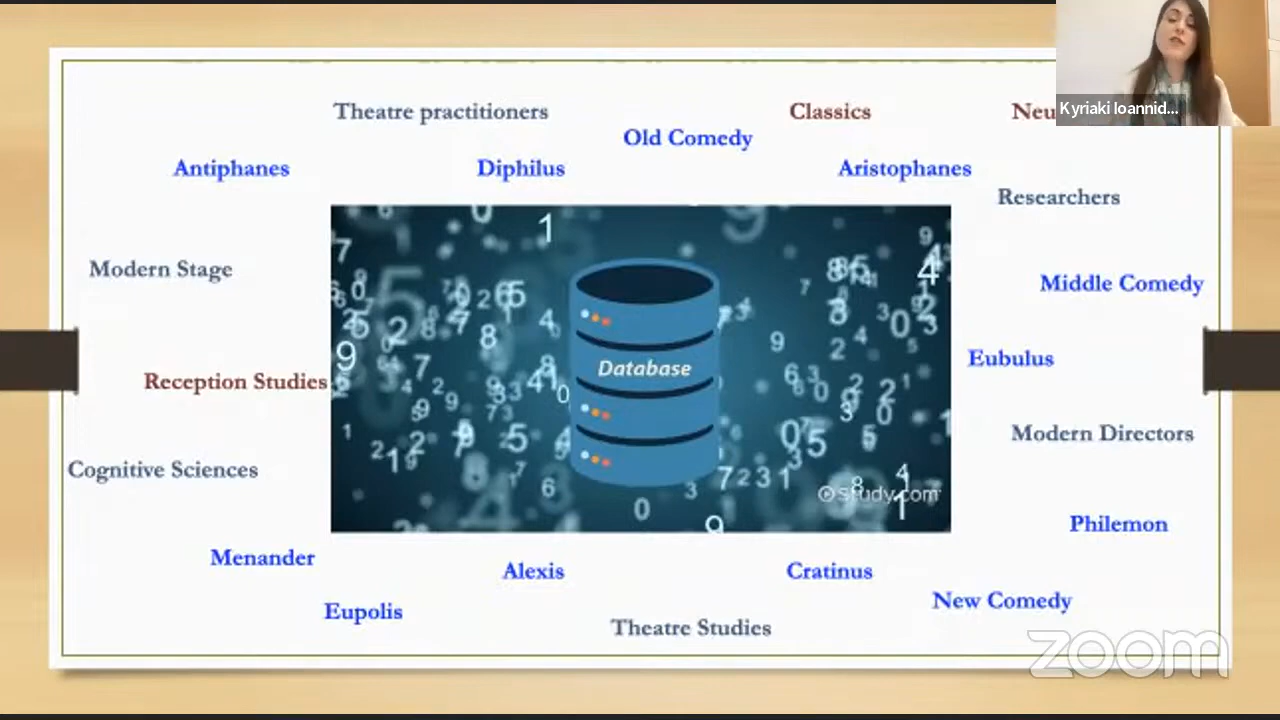 Theatre practitioners
Classics
Neu
Kyriaki Ioannid...
Old Comedy
Antiphanes
Diphilus
Aristophanes
Researchers
Modern Stage
Middle Comedy
Eubulus
Database
Reception Studies
Modern Directors
Cognitive Sciences
Study.com
Philemon
Menander
Alexis
Cratinus
New Comedy
Eupolis
Theatre Studies
zoom